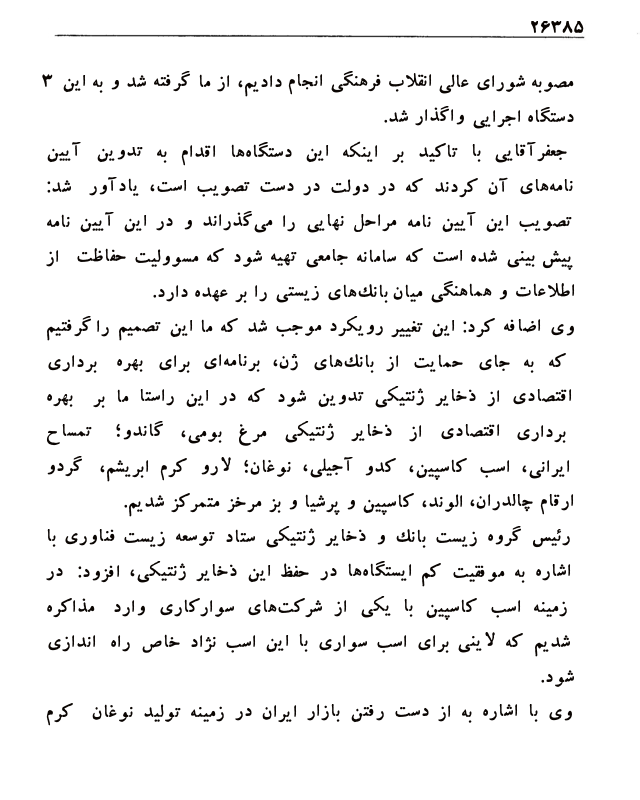 ۲۶۳۸۵
مصوبه شورای عالی انقلاب فرهنگی انجام دادیم، از ما گرفته شد و به این ۳
دستگاه اجرایی واگذار شد.
جعفرآقایی با تاکید بر اینکه این دستگاه‌ها اقدام به تدوین آیین
نامه‌های آن کردند که در دولت در دست تصویب است، یادآور شد:
تصویب این آیین نامه مراحل نهایی را می‌گذراند و در این آیین نامه
پیش بینی شده است که سامانه جامعی تهیه شود که مسوولیت حفاظت از
اطلاعات و هماهنگی میان بانك‌های زیستی را بر عهده دارد.
وی اضافه کرد: این تغییر رویکرد موجب شد که ما این تصمیم را گرفتیم
که به جای حمایت از بانك‌های ژن، برنامه‌ای برای بهره برداری
اقتصادی از ذخایر ژنتیکی تدوین شود که در این راستا ما بر بهره
برداری اقتصادی از ذخایر ژنتیکی مرغ بومی، گاندو؛ تمساح
ایرانی، اسب کاسپین، کدو آجیلی، نوغان؛ لارو کرم ابریشم، گردو
ارقام چالدران، الوند، کاسپین و پرشیا و بز مرخز متمرکز شدیم.
رئیس گروه زیست بانك و ذخایر ژنتیکی ستاد توسعه زیست فناوری با
اشاره به موفقیت کم ایستگاه‌ها در حفظ این ذخایر ژنتیکی، افزود: در
زمینه اسب کاسپین با یکی از شرکت‌های سوارکاری وارد مذاکره
شدیم که لاینی برای اسب سواری با این اسب نژاد خاص راه اندازی
شود.
وی با اشاره به از دست رفتن بازار ایران در زمینه تولید نوغان کرم